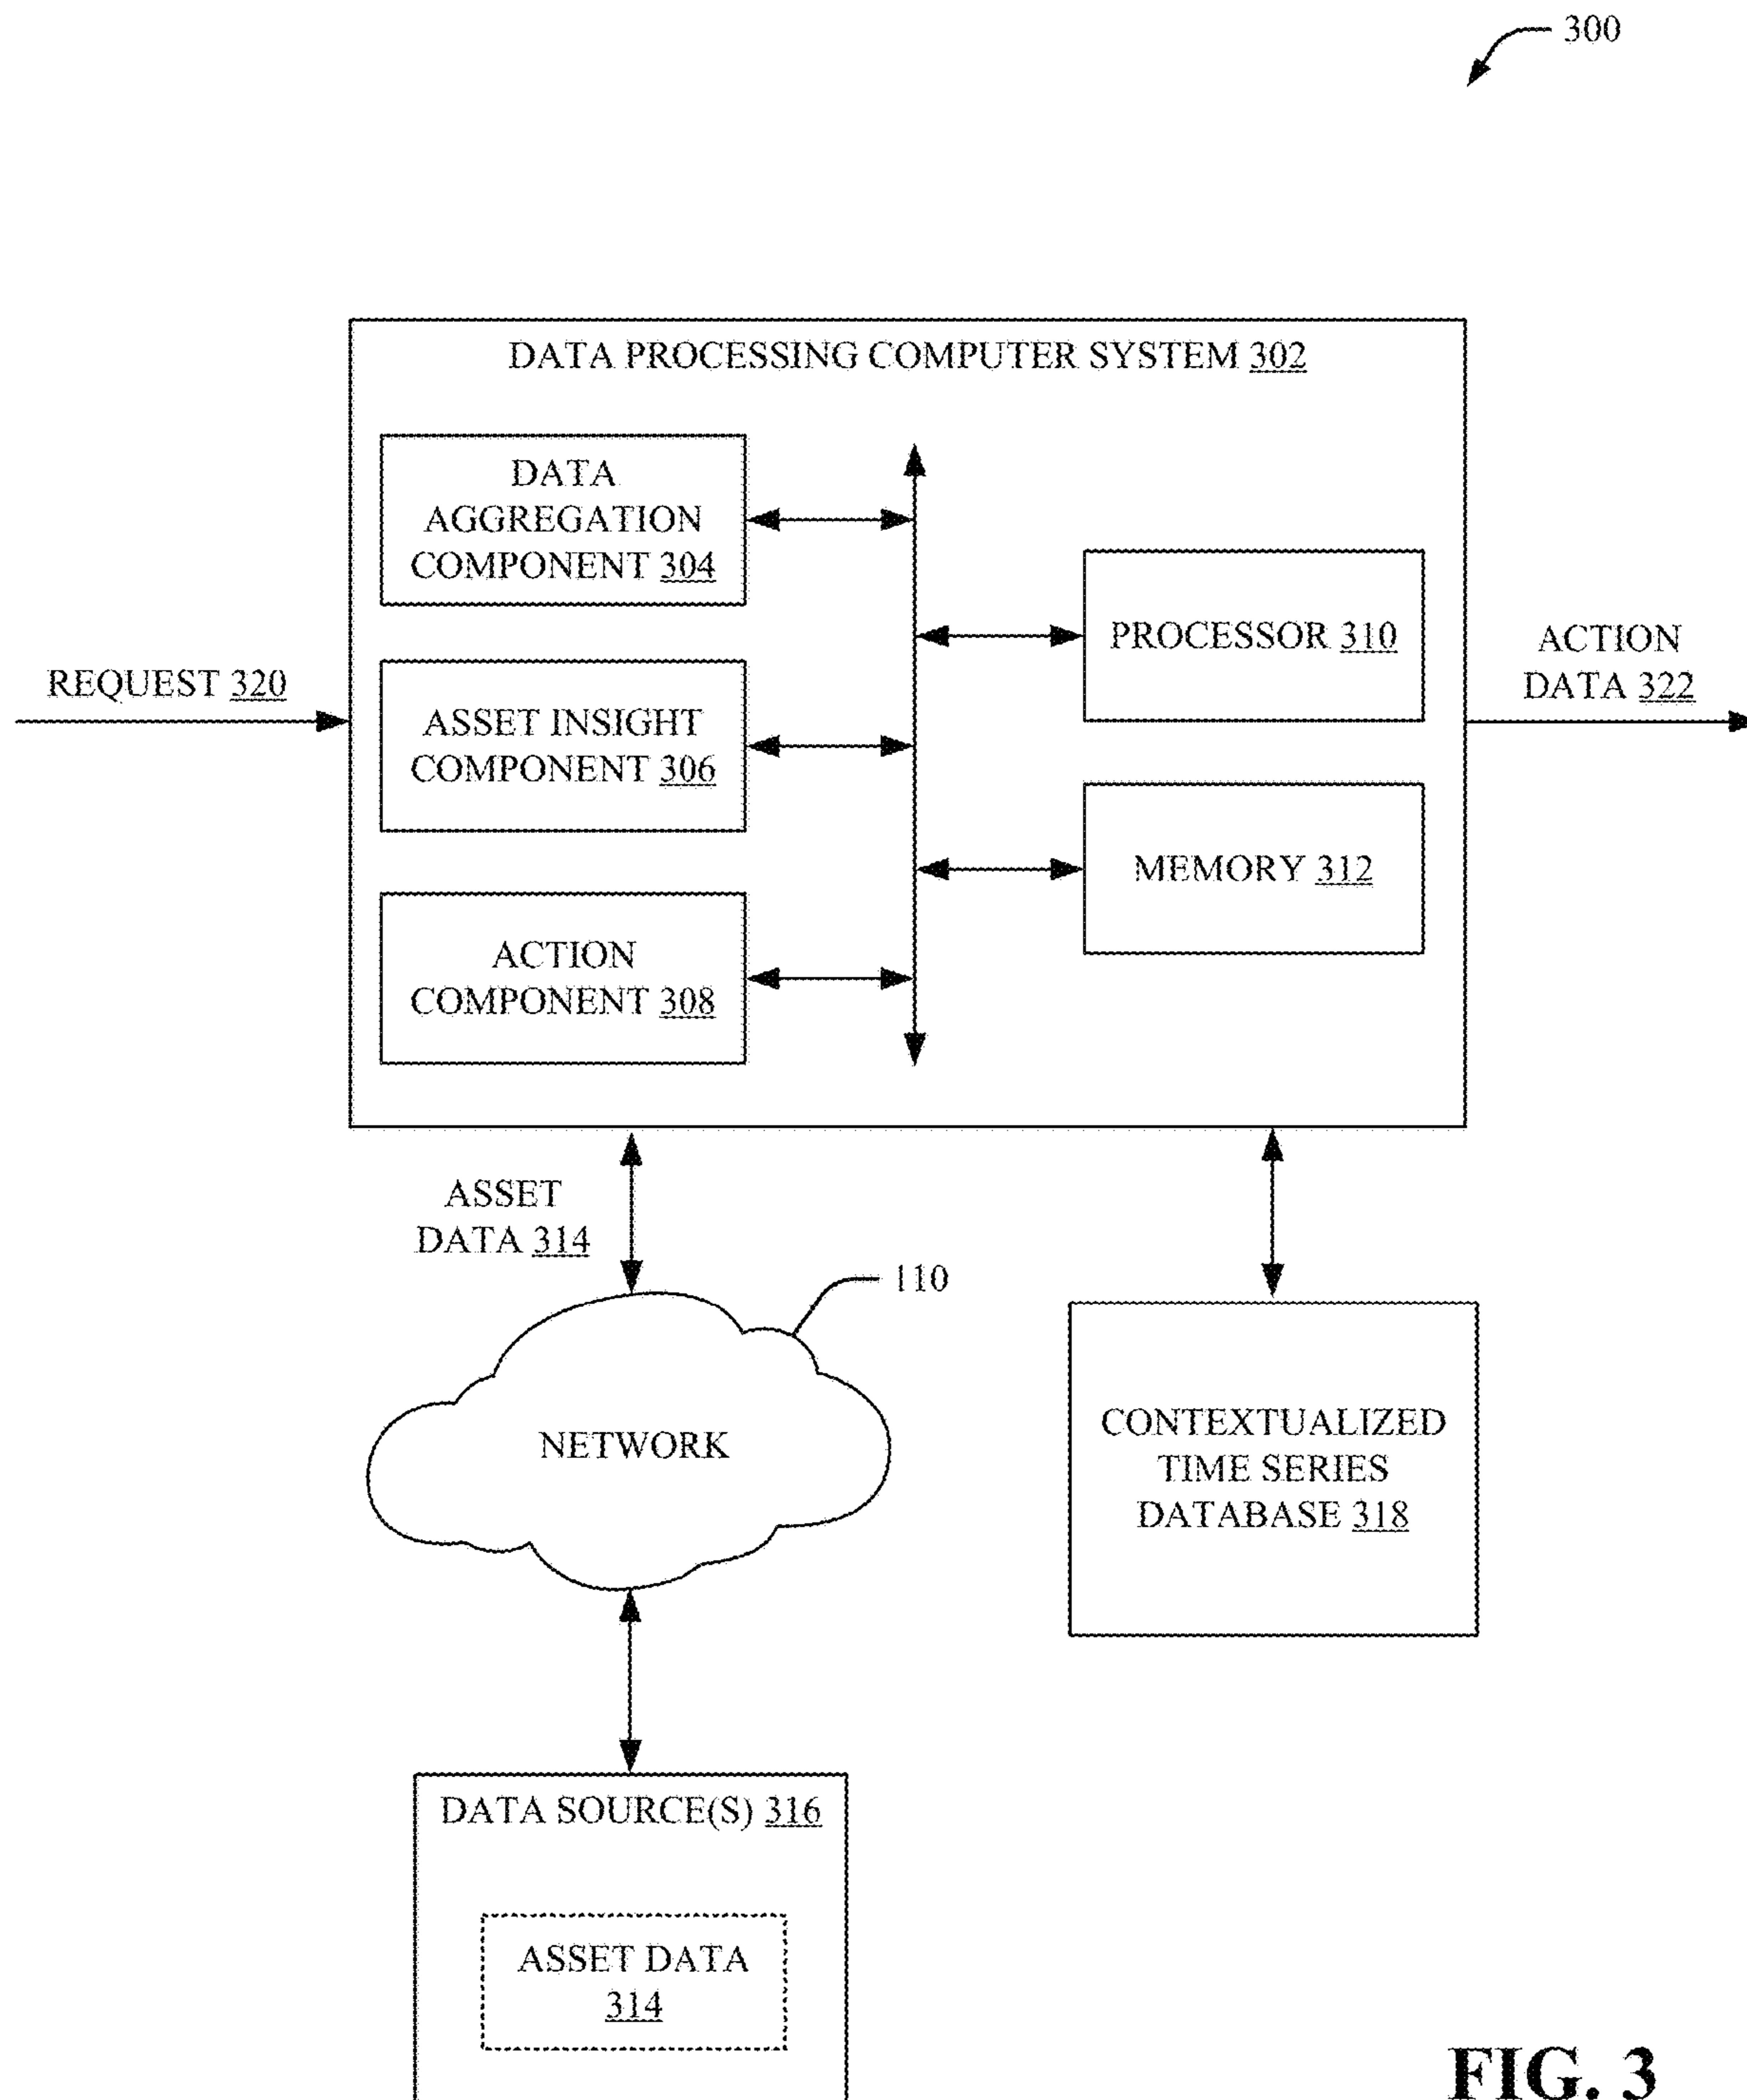 300
DATA PROCESSING COMPUTER SYSTEM 302
DATA
AGGREGATION
COMPONENT 304
PROCESSOR 310
ACTION
DATA 322
REQUEST 320
ASSET INSIGHT
COMPONENT 306
MEMORY 312
ACTION
COMPONENT 308
ASSET
DATA 314
110
NETWORK
CONTEXTUALIZED
TIME SERIES
DATABASE 318
DATA SOURCE(S) 316
ASSET DATA
314
FIG. 3